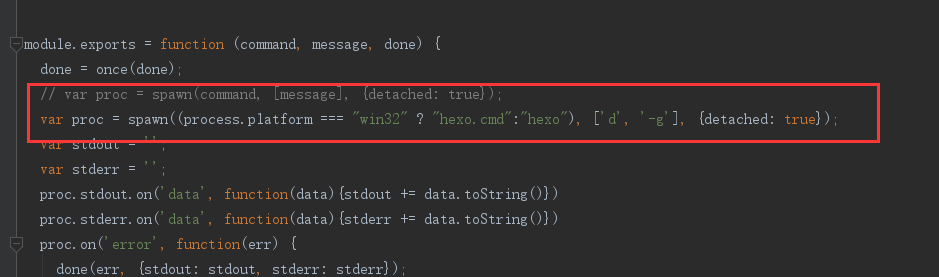 module.exports = function (command, message, done) {
done = once(done);
// var proc = spawn(command, [message], {detached: true});
var proc = spawn((process.platform === "win32" ? "hexo.cmd":"hexo"), ['d', '-g'], {detached: true});
var stdout = '';
var stderr = '';
proc.stdout.on('data', function(data){stdout += data.toString()})
proc.stderr.on('data', function(data){stderr += data.toString()})
proc.on('error', function(err) {
done(err, {stdout: stdout, stderr: stderr});